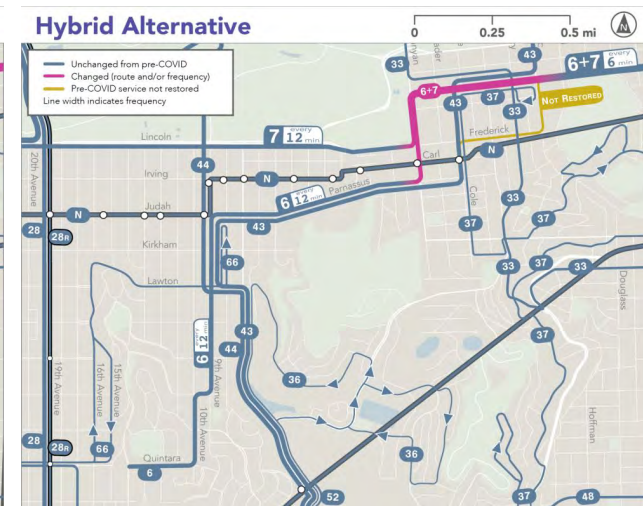 Hybrid Alternative
0 0.25 0.5 mi
N
Unchanged from pre-COVID
Changed (route and/or frequency)
Pre-COVID service not restored
Line width indicates frequency
33
43
6+7 every 6 min
6+7
43
37
33
NOT RESTORED
Lincoln
7 every 12 min
Frederick
N
20th Avenue
44
Irving
N
Carl
6 every 12 min
Parnassus
Judah
N
43
Cole
37
33
37
28
28R
Kirkham
66
33
37
33
Lawton
Douglass
43
44
6 every 12 min
37
36
19th Avenue
16th Avenue
15th Avenue
9th Avenue
10th Avenue
Hoffman
28
28R
66
Quintara
6
36
52
37
48